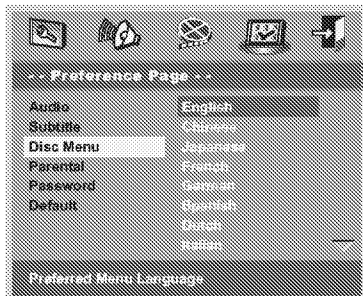 - - Preference Page - -
Audio
Subtitle
Disc Menu
Parental
Password
Default
English
Chinese
Japanese
French
German
Spanish
Dutch
Italian
Preferred Menu Language